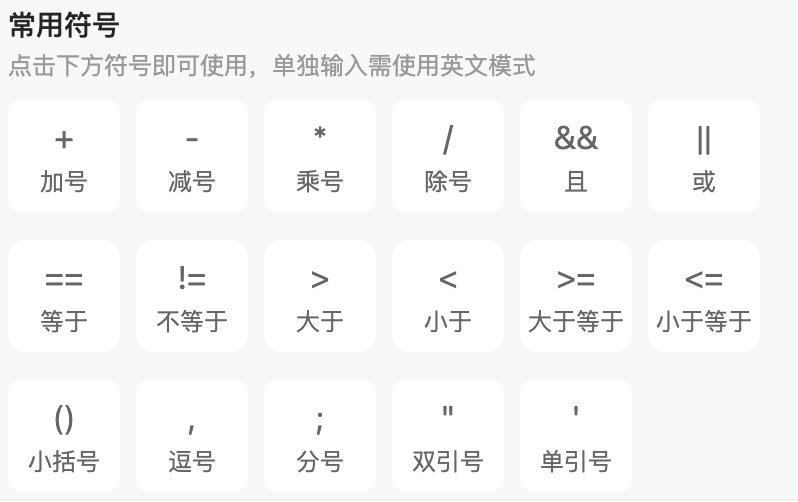 常用符号
点击下方符号即可使用，单独输入需使用英文模式
+ - * / && ||
加号 减号 乘号 除号 且 或
== != > < >= <=
等于 不等于 大于 小于 大于等于 小于等于
() , ; " '
小括号 逗号 分号 双引号 单引号